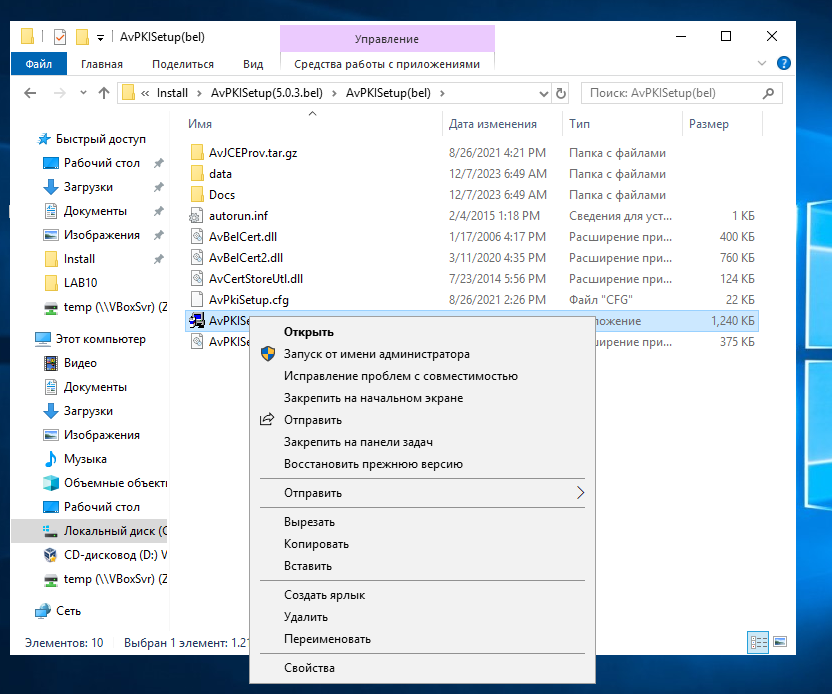 AvPKISetup(bel)
Управление
Файл
Главная
Поделиться
Вид
Средства работы с приложениями
?
« Install › AvPKISetup(5.0.3.bel) › AvPKISetup(bel) ›
Поиск: AvPKISetup(bel)
Имя Дата изменения Тип Размер
Быстрый доступ
Рабочий стол
Загрузки
Документы
Изображения
Install
LAB10
temp (\\VBoxSvr) (Z
Этот компьютер
Видео
Документы
Загрузки
Изображения
Музыка
Объемные объект
Рабочий стол
Локальный диск (C
CD-дисковод (D:) V
temp (\\VBoxSvr) (Z
Сеть
AvJCEProv.tar.gz 8/26/2021 4:21 PM Папка с файлами
data 12/7/2023 6:49 AM Папка с файлами
Docs 12/7/2023 6:49 AM Папка с файлами
autorun.inf 2/4/2015 1:18 PM Сведения для уст... 1 КБ
AvBelCert.dll 1/17/2006 4:17 PM Расширение при... 400 КБ
AvBelCert2.dll 3/11/2020 4:35 PM Расширение при... 760 КБ
AvCertStoreUtl.dll 7/23/2014 5:56 PM Расширение при... 124 КБ
AvPkiSetup.cfg 8/26/2021 2:26 PM Файл "CFG" 22 КБ
AvPKISe ложение 1,240 КБ
AvPKISe ширение при... 375 КБ
Открыть
Запуск от имени администратора
Исправление проблем с совместимостью
Закрепить на начальном экране
Отправить
Закрепить на панели задач
Восстановить прежнюю версию
Отправить
Вырезать
Копировать
Вставить
Создать ярлык
Удалить
Переименовать
Свойства
Элементов: 10 Выбран 1 элемент: 1.21